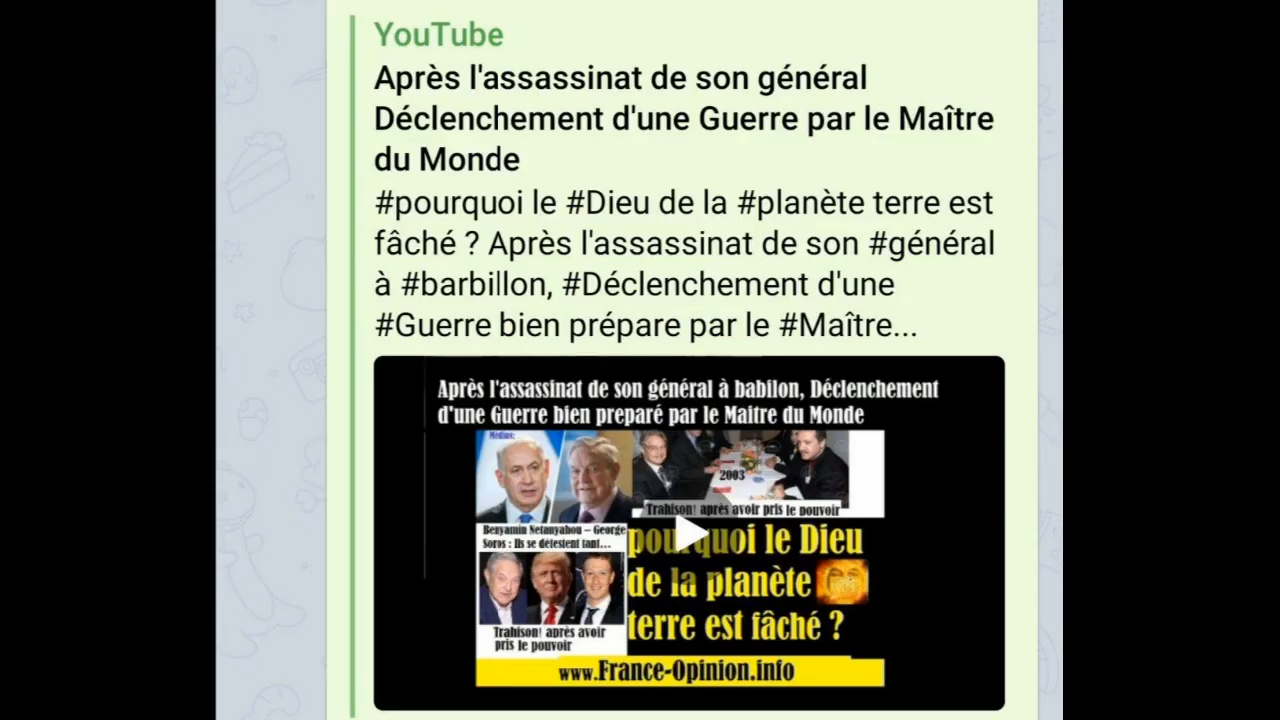 YouTube
Après l'assassinat de son général
Déclenchement d'une Guerre par le Maître
du Monde
#pourquoi le #Dieu de la #planète terre est
fâché ? Après l'assassinat de son #général
à #barbillon, #Déclenchement d'une
#Guerre bien prépare par le #Maître...
Après l'assassinat de son général à babilon, Déclenchement
d'une Guerre bien preparé par le Maitre du Monde
Médias:
2003
Trahison! après avoir pris le pouvoir
Benyamin Netanyahou – George
Soros : Ils se détestent tant...
pourquoi le Dieu
de la planète
terre est fâché ?
Trahison! après avoir
pris le pouvoir
www.France-Opinion.info